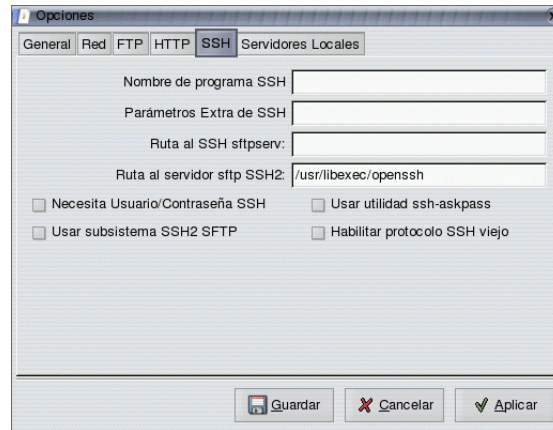 Opciones
General Red FTP HTTP SSH Servidores Locales
Nombre de programa SSH
Parámetros Extra de SSH
Ruta al SSH sftpserv:
Ruta al servidor sftp SSH2: /usr/libexec/openssh
Necesita Usuario/Contraseña SSH Usar utilidad ssh-askpass
Usar subsistema SSH2 SFTP Habilitar protocolo SSH viejo
Guardar Cancelar Aplicar